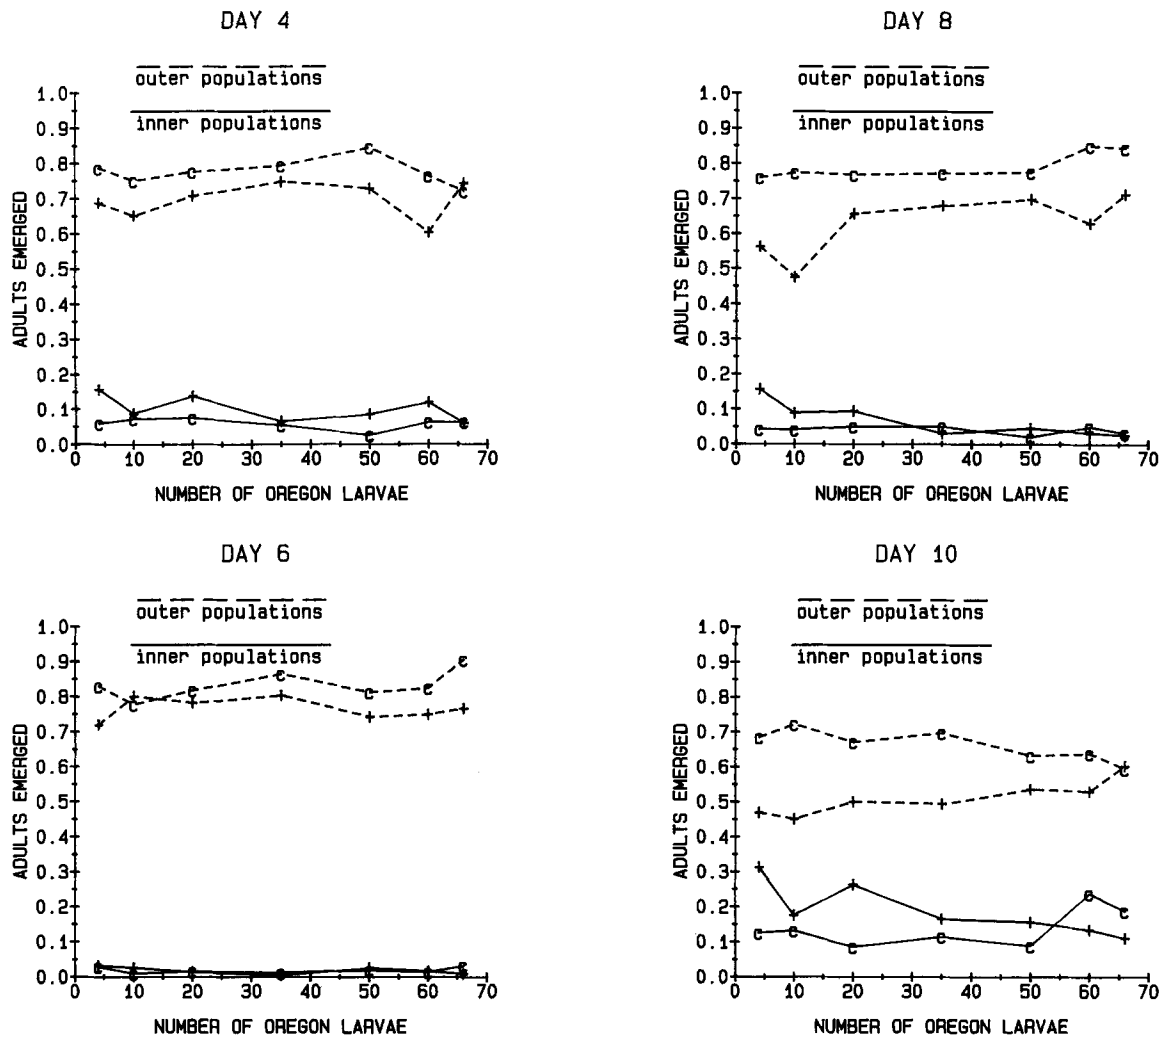 DAY 4
outer populations
inner populations
1.0
0.9
0.8
0.7
0.6
0.5
0.4
0.3
0.2
0.1
0.0
ADULTS EMERGED
0 10 20 30 40 50 60 70
NUMBER OF OREGON LARVAE
DAY 8
outer populations
inner populations
1.0
0.9
0.8
0.7
0.6
0.5
0.4
0.3
0.2
0.1
0.0
ADULTS EMERGED
0 10 20 30 40 50 60 70
NUMBER OF OREGON LARVAE
DAY 6
outer populations
inner populations
1.0
0.9
0.8
0.7
0.6
0.5
0.4
0.3
0.2
0.1
0.0
ADULTS EMERGED
0 10 20 30 40 50 60 70
NUMBER OF OREGON LARVAE
DAY 10
outer populations
inner populations
1.0
0.9
0.8
0.7
0.6
0.5
0.4
0.3
0.2
0.1
0.0
ADULTS EMERGED
0 10 20 30 40 50 60 70
NUMBER OF OREGON LARVAE